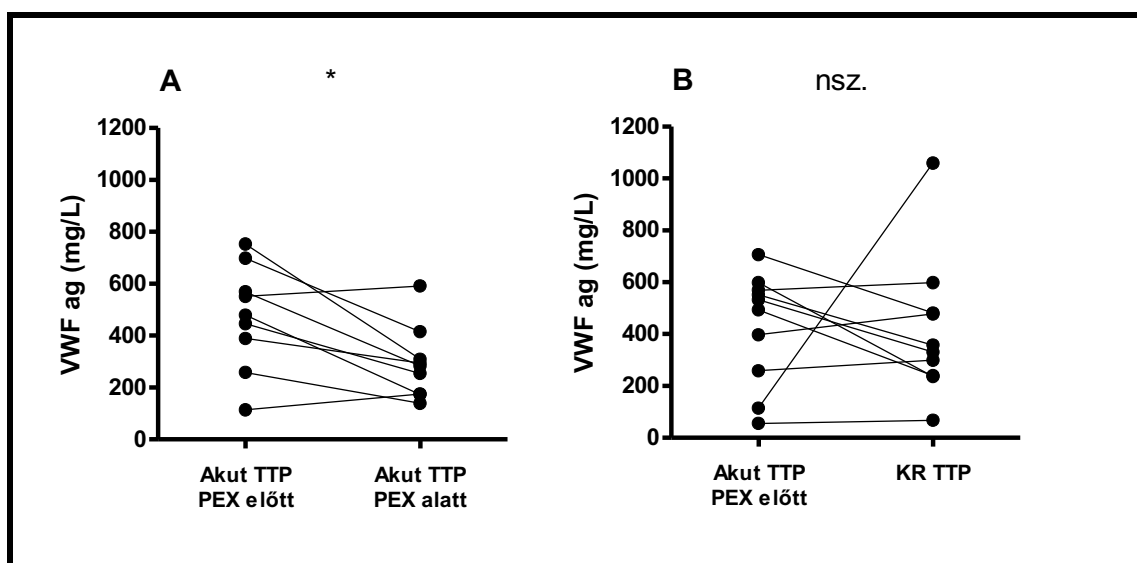 A
*
1200
1000
800
600
400
200
0
VWF ag (mg/L)
Akut TTP
PEX előtt
Akut TTP
PEX alatt
B
nsz.
1200
1000
800
600
400
200
0
VWF ag (mg/L)
Akut TTP
PEX előtt
KR TTP